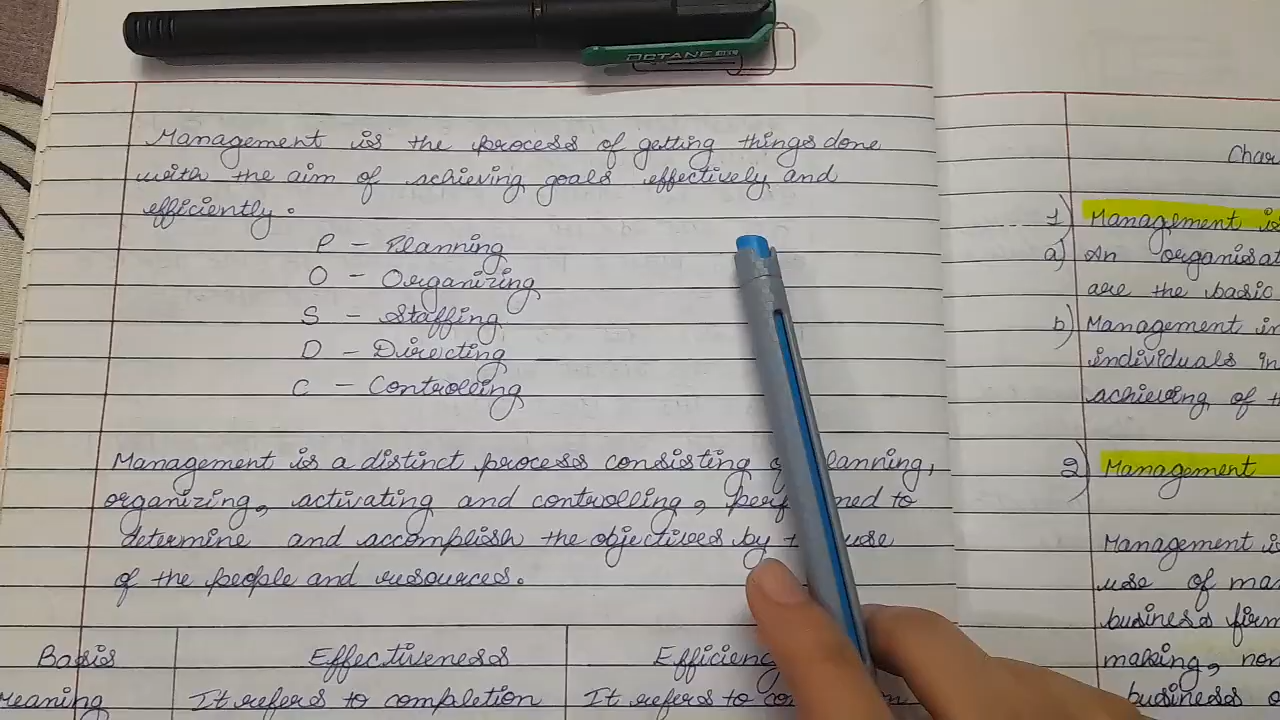 OCTANE
Management is the process of getting things done
with the aim of achieving goals effectively and
efficiently.
P - Planning
O - Organizing
S - Staffing
D - Directing
C - Controlling
Management is a distinct process consisting of planning,
organizing, activating and controlling, performed to
determine and accomplish the objectives by the use
of the people and resources.
Basis Effectiveness Efficiency
Meaning It refers to completion It refers to
Char
1) Management is
a) An organisat
are the basic
b) Management in
individuals in
achieving of t
2) Management
Management is
use of ma
business firm
making, non
business o